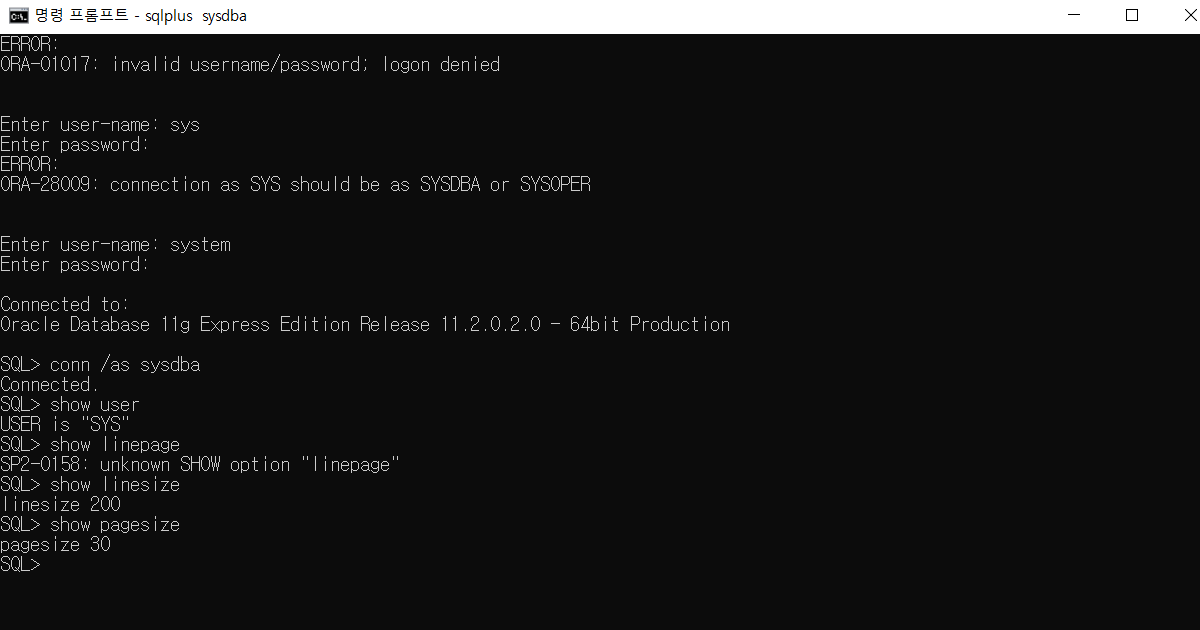 명령 프롬프트 - sqlplus  sysdba
ERROR:
ORA-01017: invalid username/password; logon denied
Enter user-name: sys
Enter password:
ERROR:
ORA-28009: connection as SYS should be as SYSDBA or SYSOPER
Enter user-name: system
Enter password:
Connected to:
Oracle Database 11g Express Edition Release 11.2.0.2.0 - 64bit Production
SQL> conn /as sysdba
Connected.
SQL> show user
USER is "SYS"
SQL> show linepage
SP2-0158: unknown SHOW option "linepage"
SQL> show linesize
linesize 200
SQL> show pagesize
pagesize 30
SQL>